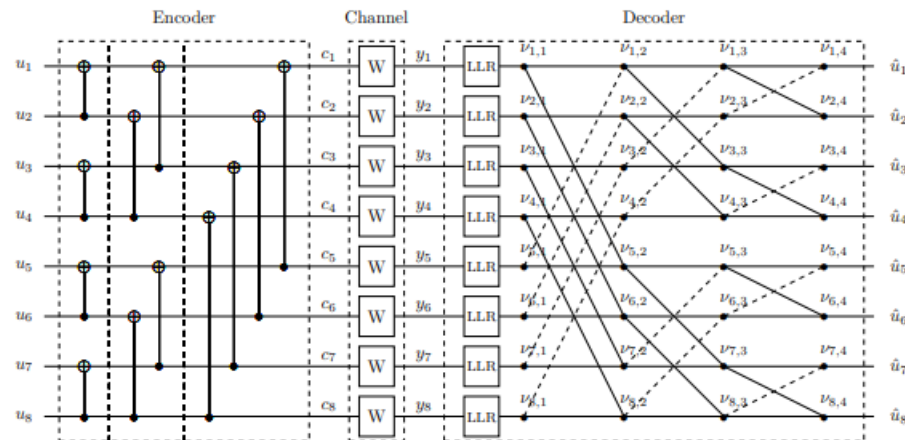 Encoder Channel Decoder
u₁ c₁ W y₁ LLR ν₁,₁ ν₁,₂ ν₁,₃ ν₁,₄ û₁
u₂ c₂ W y₂ LLR ν₂,₁ ν₂,₂ ν₂,₃ ν₂,₄ û₂
u₃ c₃ W y₃ LLR ν₃,₁ ν₃,₂ ν₃,₃ ν₃,₄ û₃
u₄ c₄ W y₄ LLR ν₄,₁ ν₄,₂ ν₄,₃ ν₄,₄ û₄
u₅ c₅ W y₅ LLR ν₅,₁ ν₅,₂ ν₅,₃ ν₅,₄ û₅
u₆ c₆ W y₆ LLR ν₆,₁ ν₆,₂ ν₆,₃ ν₆,₄ û₆
u₇ c₇ W y₇ LLR ν₇,₁ ν₇,₂ ν₇,₃ ν₇,₄ û₇
u₈ c₈ W y₈ LLR ν₈,₁ ν₈,₂ ν₈,₃ ν₈,₄ û₈